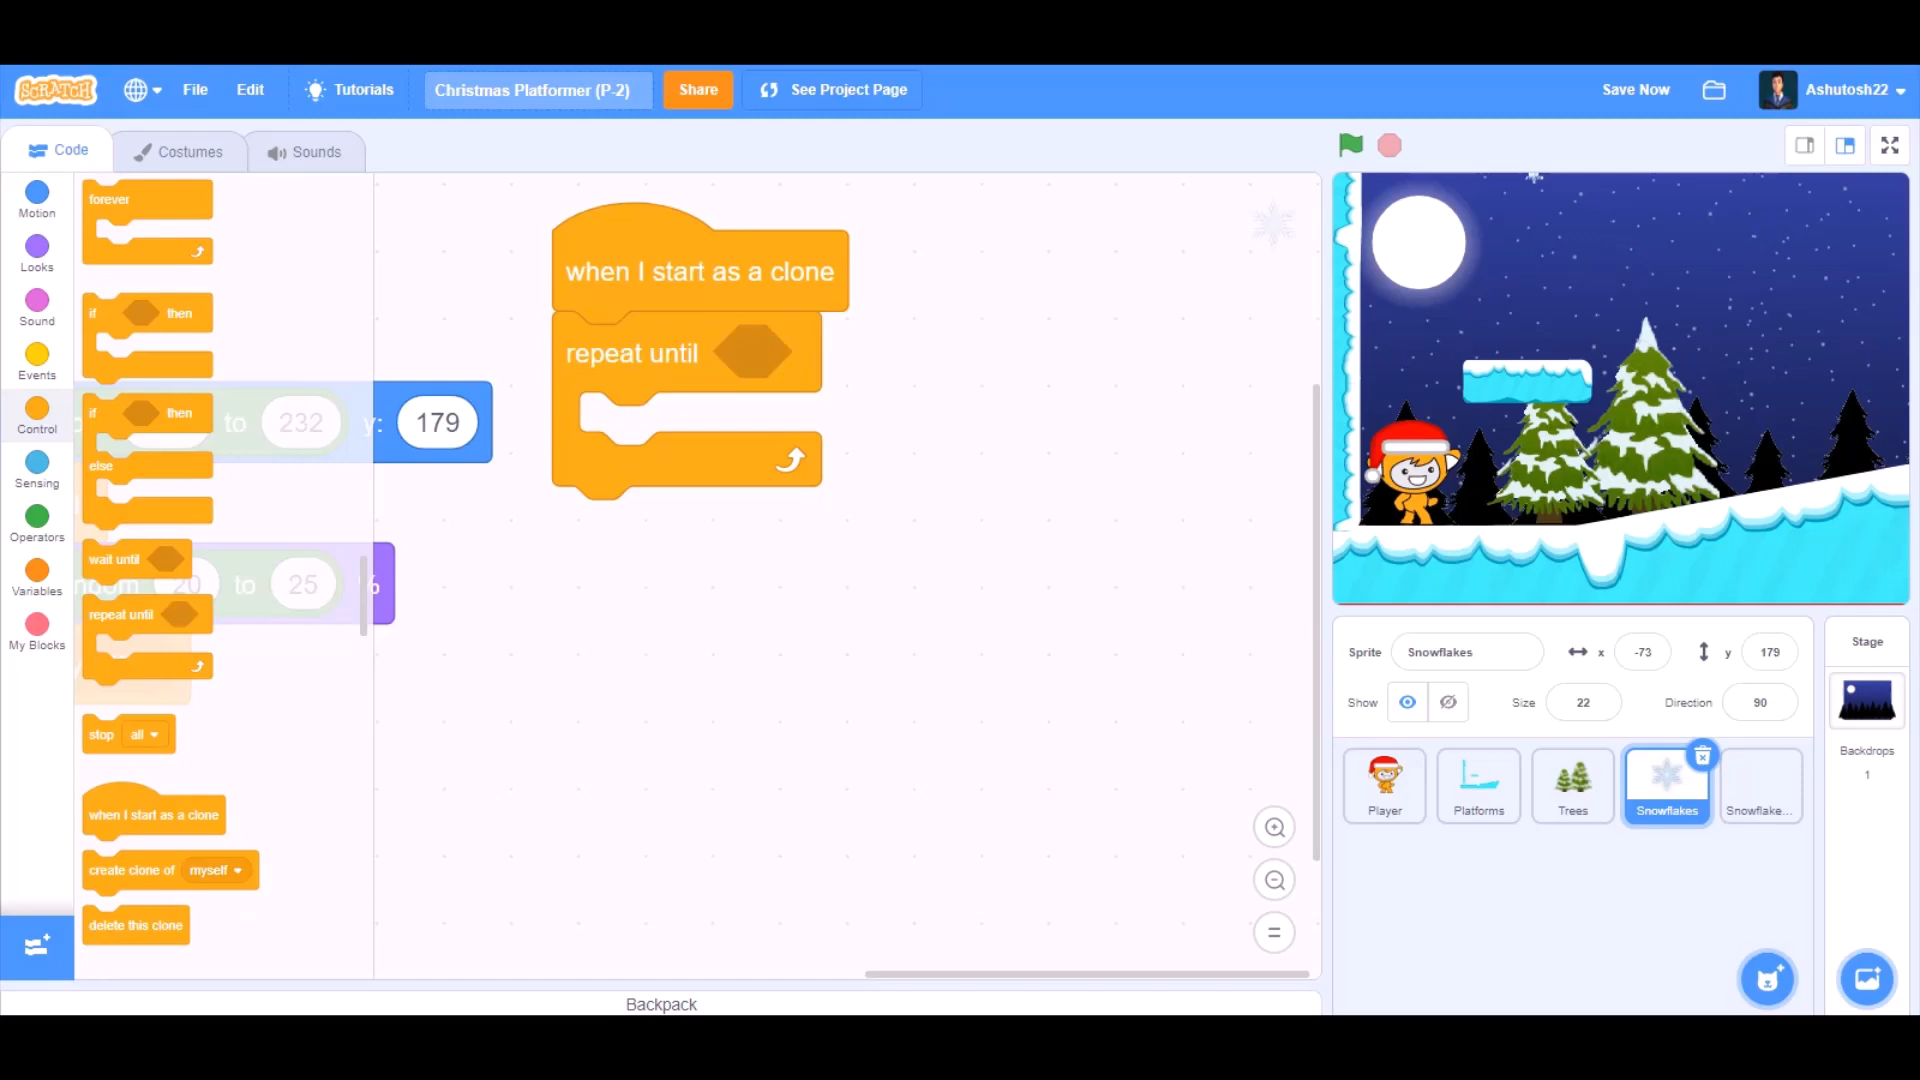 SCRATCH
File
Edit
Tutorials
Christmas Platformer (P-2)
Share
See Project Page
Save Now
Ashutosh22
Code
Costumes
Sounds
Motion
Looks
Sound
Events
Control
Sensing
Operators
Variables
My Blocks
forever
if then
if then
else
wait until
repeat until
stop all
when I start as a clone
create clone of myself
delete this clone
to 232 y: 179
20 to 25 %
when I start as a clone
repeat until
Backpack
Sprite Snowflakes x -73 y 179
Show Size 22 Direction 90
Player
Platforms
Trees
Snowflakes
Snowflake...
Stage
Backdrops
1